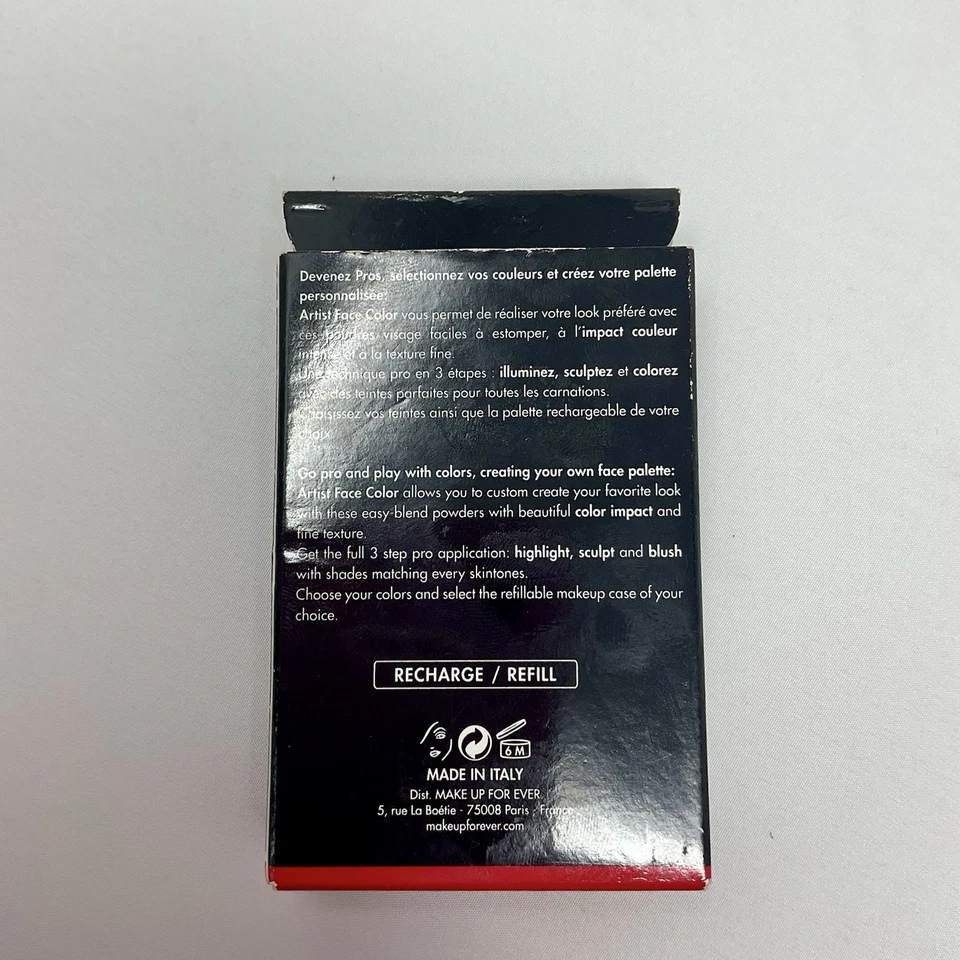 Devenez Pros, sélectionnez vos couleurs et créez votre palette
personnalisée:
Artist Face Color vous permet de réaliser votre look préféré avec
ces poudres visage faciles à estomper, à l'impact couleur
intense et à la texture fine.
Une technique pro en 3 étapes : illuminez, sculptez et colorez
avec des teintes parfaites pour toutes les carnations.
Choisissez vos teintes ainsi que la palette rechargeable de votre
choix.
Go pro and play with colors, creating your own face palette:
Artist Face Color allows you to custom create your favorite look
with these easy-blend powders with beautiful color impact and
fine texture.
Get the full 3 step pro application: highlight, sculpt and blush
with shades matching every skintones.
Choose your colors and select the refillable makeup case of your
choice.
RECHARGE / REFILL
6 M
MADE IN ITALY
Dist. MAKE UP FOR EVER
5, rue La Boétie - 75008 Paris - France
makeupforever.com